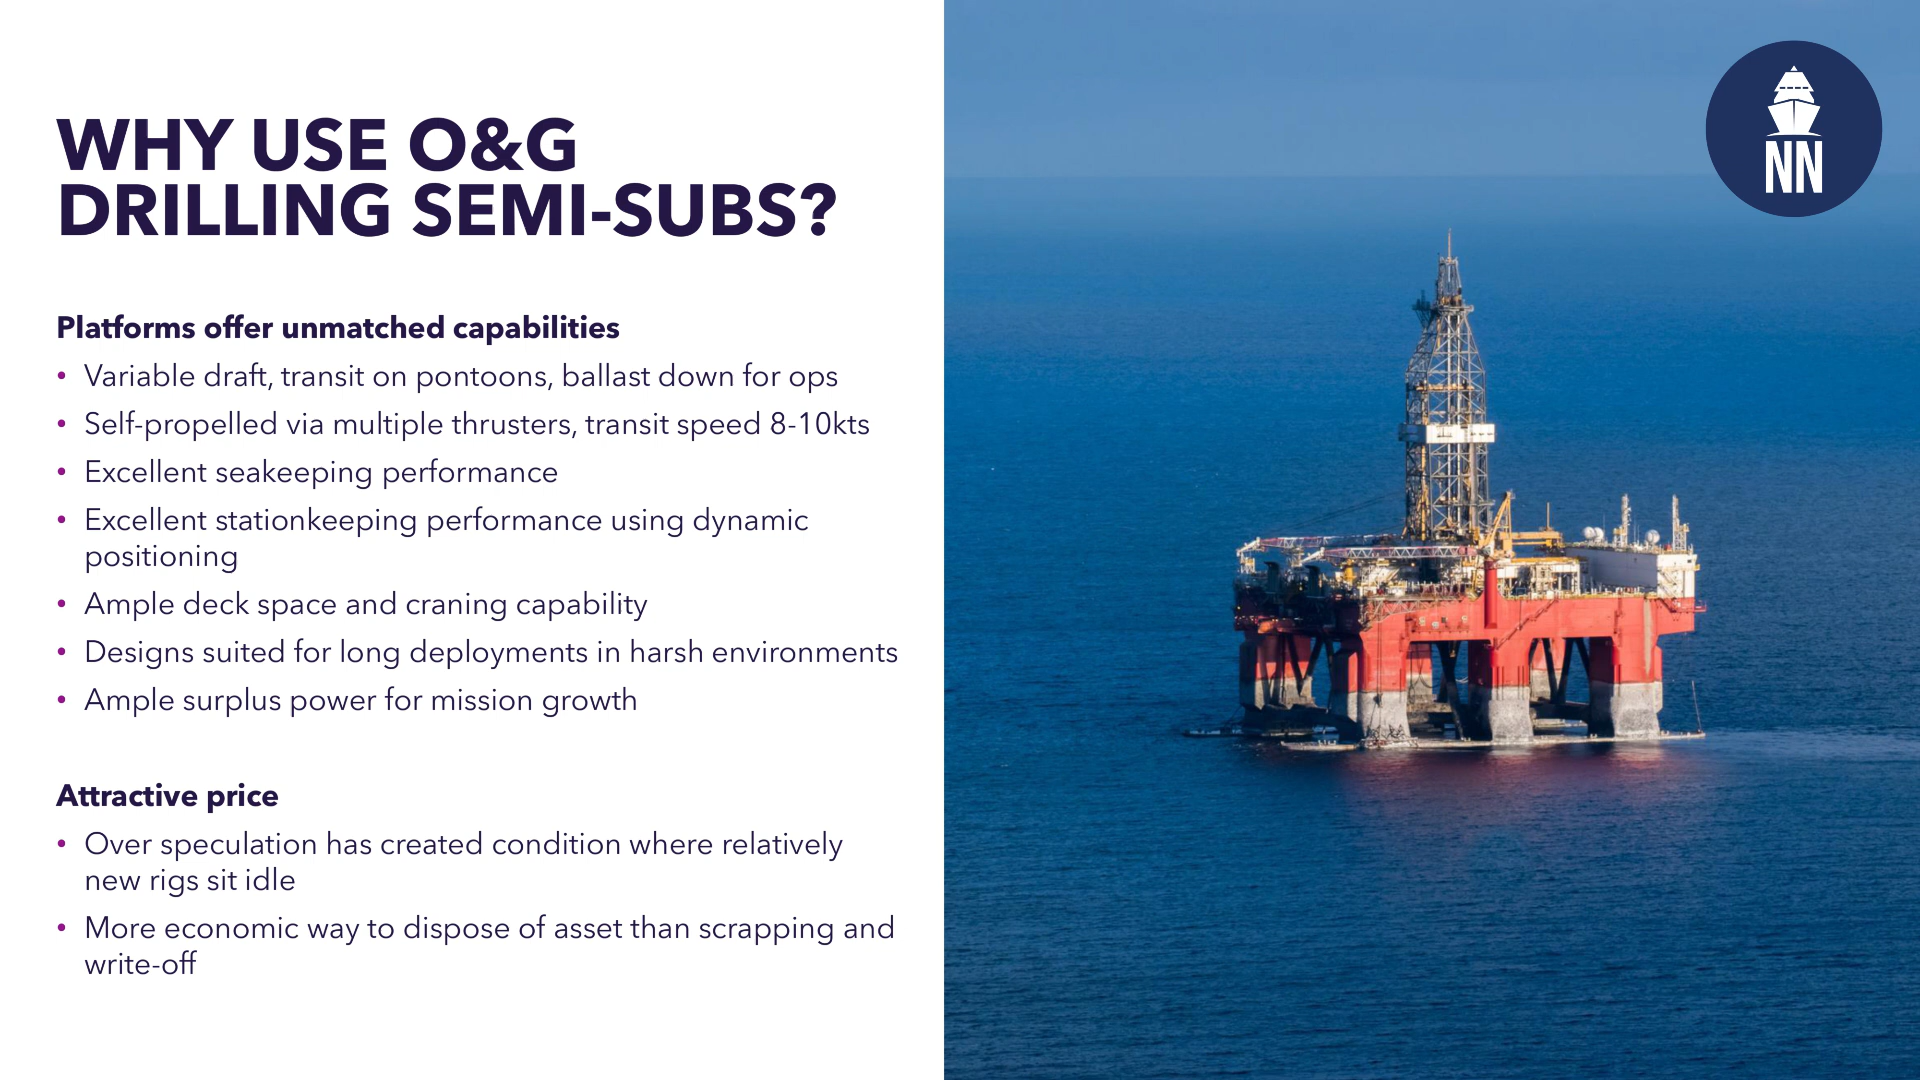 WHY USE O&G
DRILLING SEMI-SUBS?
Platforms offer unmatched capabilities
• Variable draft, transit on pontoons, ballast down for ops
• Self-propelled via multiple thrusters, transit speed 8-10kts
• Excellent seakeeping performance
• Excellent stationkeeping performance using dynamic
positioning
• Ample deck space and craning capability
• Designs suited for long deployments in harsh environments
• Ample surplus power for mission growth
Attractive price
• Over speculation has created condition where relatively
new rigs sit idle
• More economic way to dispose of asset than scrapping and
write-off
NN